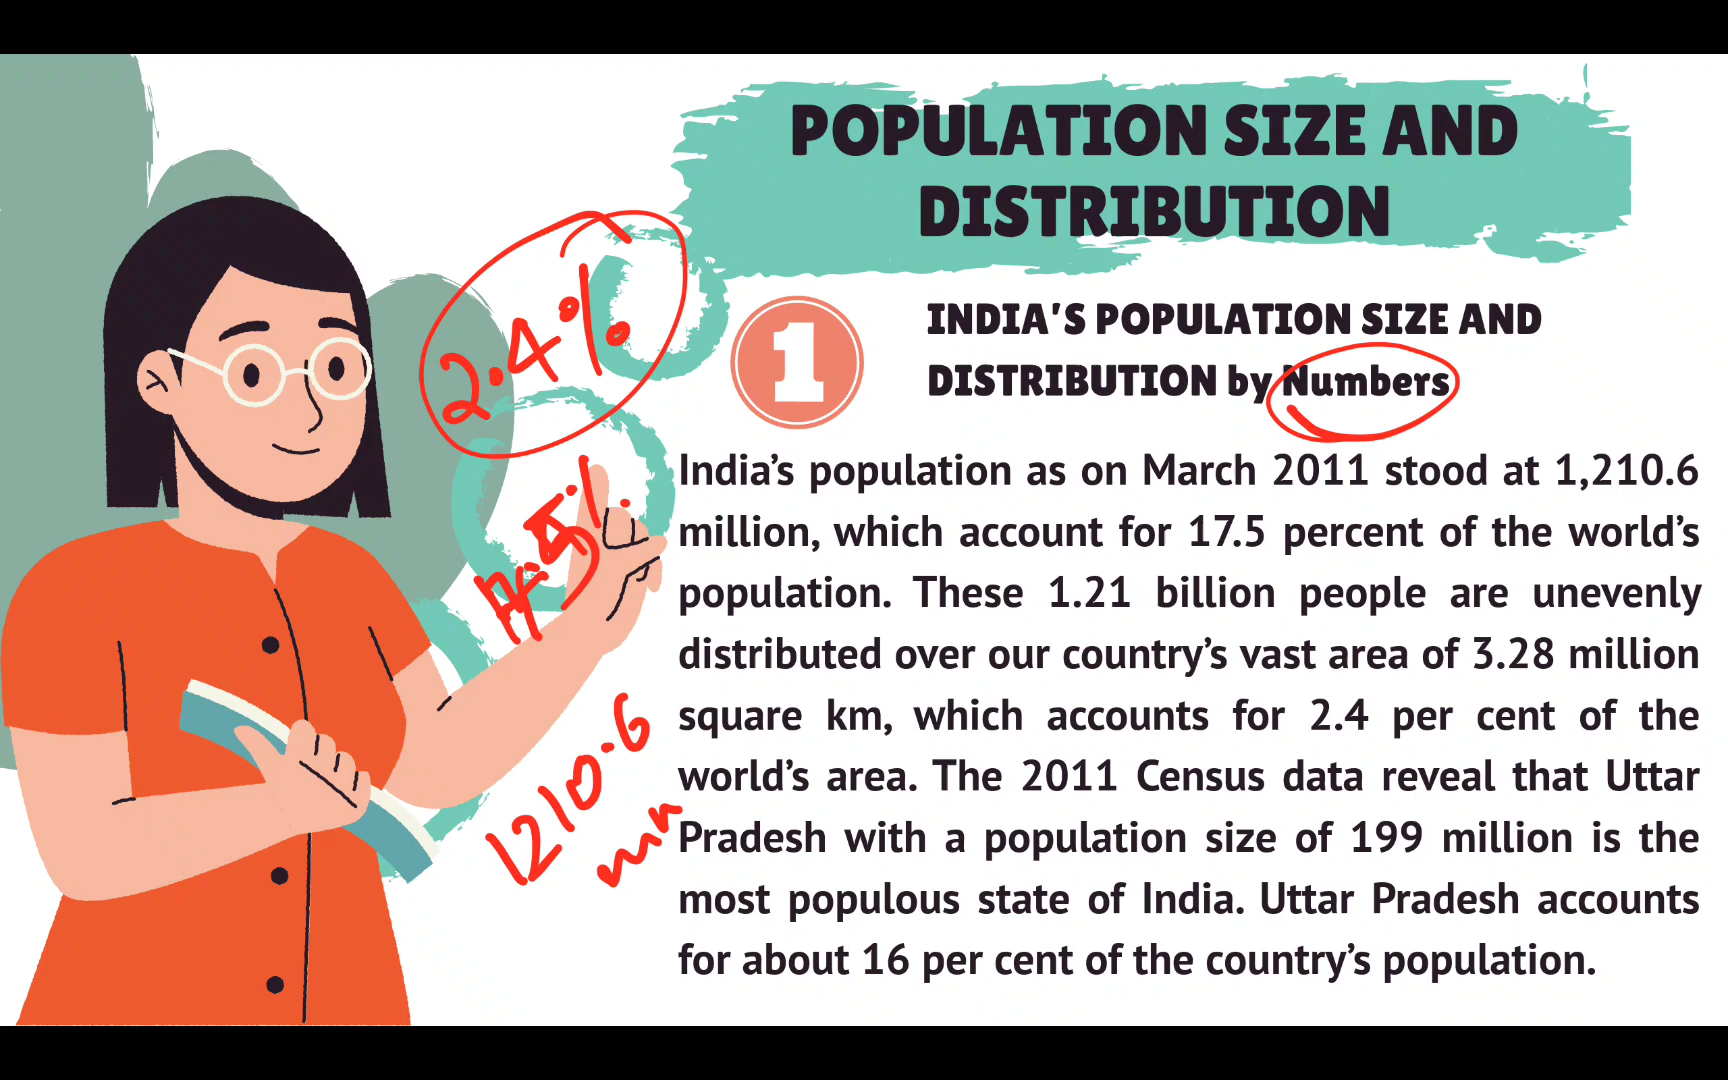 POPULATION SIZE AND
DISTRIBUTION
1
INDIA'S POPULATION SIZE AND
DISTRIBUTION by Numbers
India’s population as on March 2011 stood at 1,210.6
million, which account for 17.5 percent of the world’s
population. These 1.21 billion people are unevenly
distributed over our country’s vast area of 3.28 million
square km, which accounts for 2.4 per cent of the
world’s area. The 2011 Census data reveal that Uttar
Pradesh with a population size of 199 million is the
most populous state of India. Uttar Pradesh accounts
for about 16 per cent of the country’s population.
2.4%
1210.6